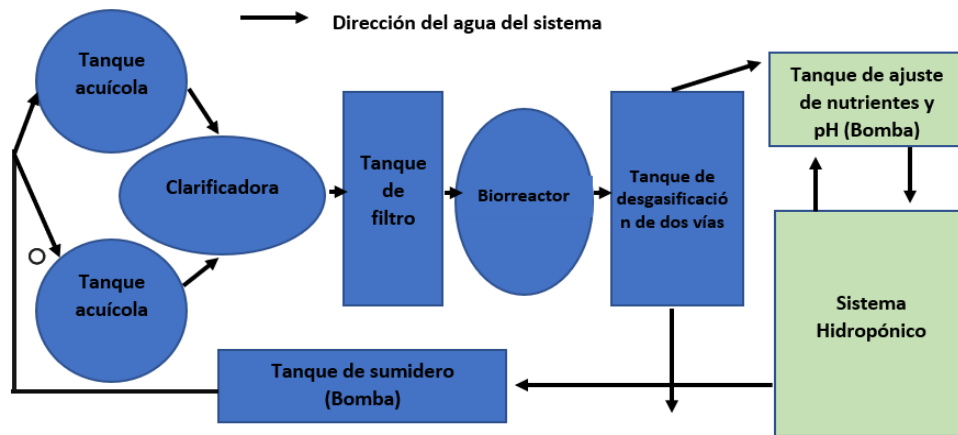 Dirección del agua del sistema
Tanque
acuícola
Tanque de ajuste
de nutrientes y
pH (Bomba)
Clarificadora
Tanque
de
filtro
Biorreactor
Tanque de
desgasificació
n de dos vías
Tanque
acuícola
Sistema
Hidropónico
Tanque de sumidero
(Bomba)